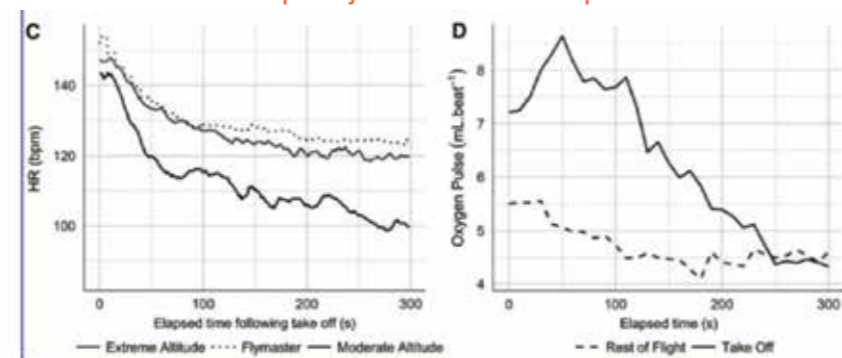 C
HR (bpm)
140
120
100
0 100 200 300
Elapsed time following take off (s)
Extreme Altitude Flymaster Moderate Altitude
D
Oxygen Pulse (mL.beat⁻¹)
8
7
6
5
4
0 100 200 300
Elapsed time (s)
Rest of Flight Take Off